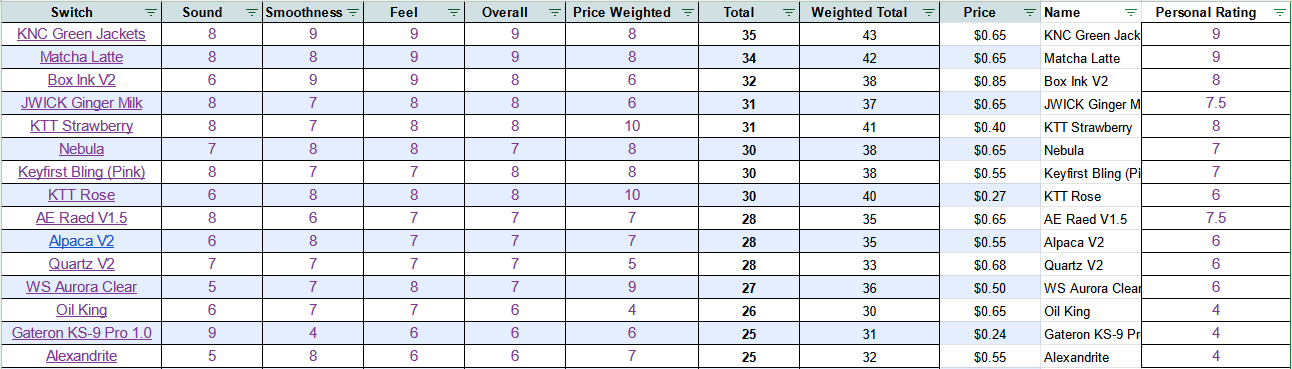 Switch Sound Smoothness Feel Overall Price Weighted Total Weighted Total Price Name Personal Rating
KNC Green Jackets 8 9 9 9 8 35 43 $0.65 KNC Green Jack 9
Matcha Latte 8 8 9 9 8 34 42 $0.65 Matcha Latte 9
Box Ink V2 6 9 9 8 6 32 38 $0.85 Box Ink V2 8
JWICK Ginger Milk 8 7 8 8 6 31 37 $0.65 JWICK Ginger M 7.5
KTT Strawberry 8 7 8 8 10 31 41 $0.40 KTT Strawberry 8
Nebula 7 8 8 8 8 30 38 $0.65 Nebula 7
Keyfirst Bling (Pink) 8 7 7 8 8 30 38 $0.55 Keyfirst Bling (Pi 7
KTT Rose 6 8 8 8 10 30 40 $0.27 KTT Rose 6
AE Raed V1.5 8 6 7 7 7 28 35 $0.65 AE Raed V1.5 7.5
Alpaca V2 6 8 7 7 7 28 35 $0.55 Alpaca V2 6
Quartz V2 7 7 7 7 5 28 33 $0.68 Quartz V2 6
WS Aurora Clear 5 7 8 7 9 27 36 $0.50 WS Aurora Clear 6
Oil King 6 7 7 6 4 26 30 $0.65 Oil King 4
Gateron KS-9 Pro 1.0 9 4 6 6 6 25 31 $0.24 Gateron KS-9 Pr 4
Alexandrite 5 8 6 6 7 25 32 $0.55 Alexandrite 4